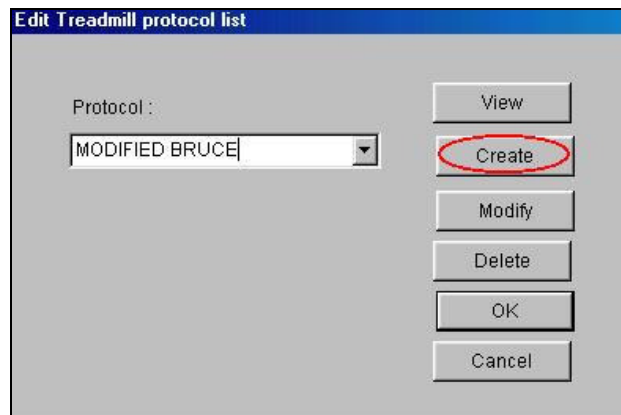 Edit Treadmill protocol list
Protocol :
MODIFIED BRUCE
View
Create
Modify
Delete
OK
Cancel